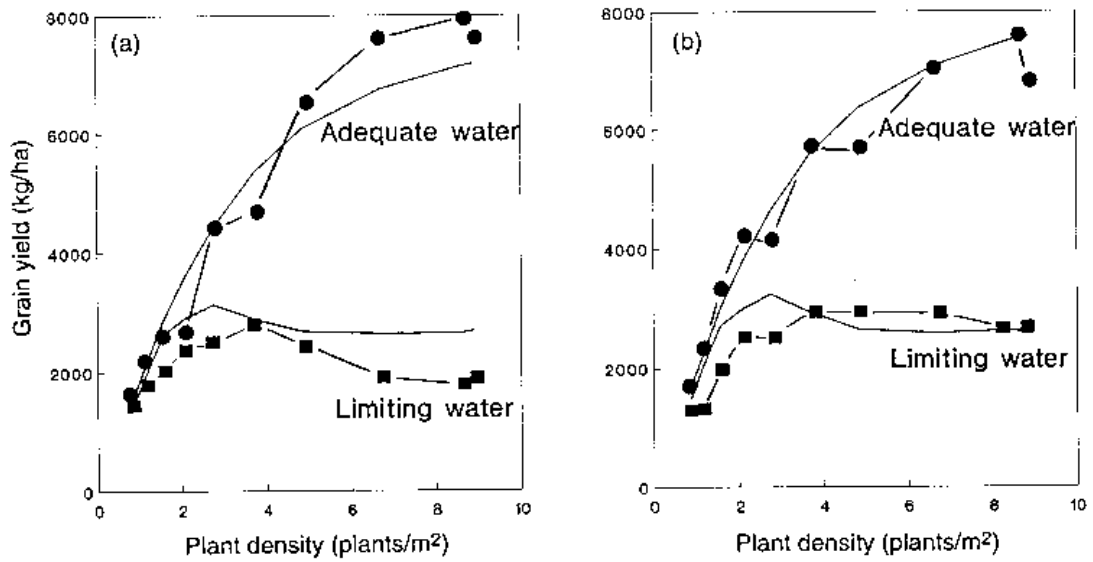 (a)
8000
6000
4000
2000
0
Grain yield (kg/ha)
Adequate water
Limiting water
0 2 4 6 8 10
Plant density (plants/m²)
(b)
8000
6000
4000
2000
0
Adequate water
Limiting water
0 2 4 6 8 10
Plant density (plants/m²)